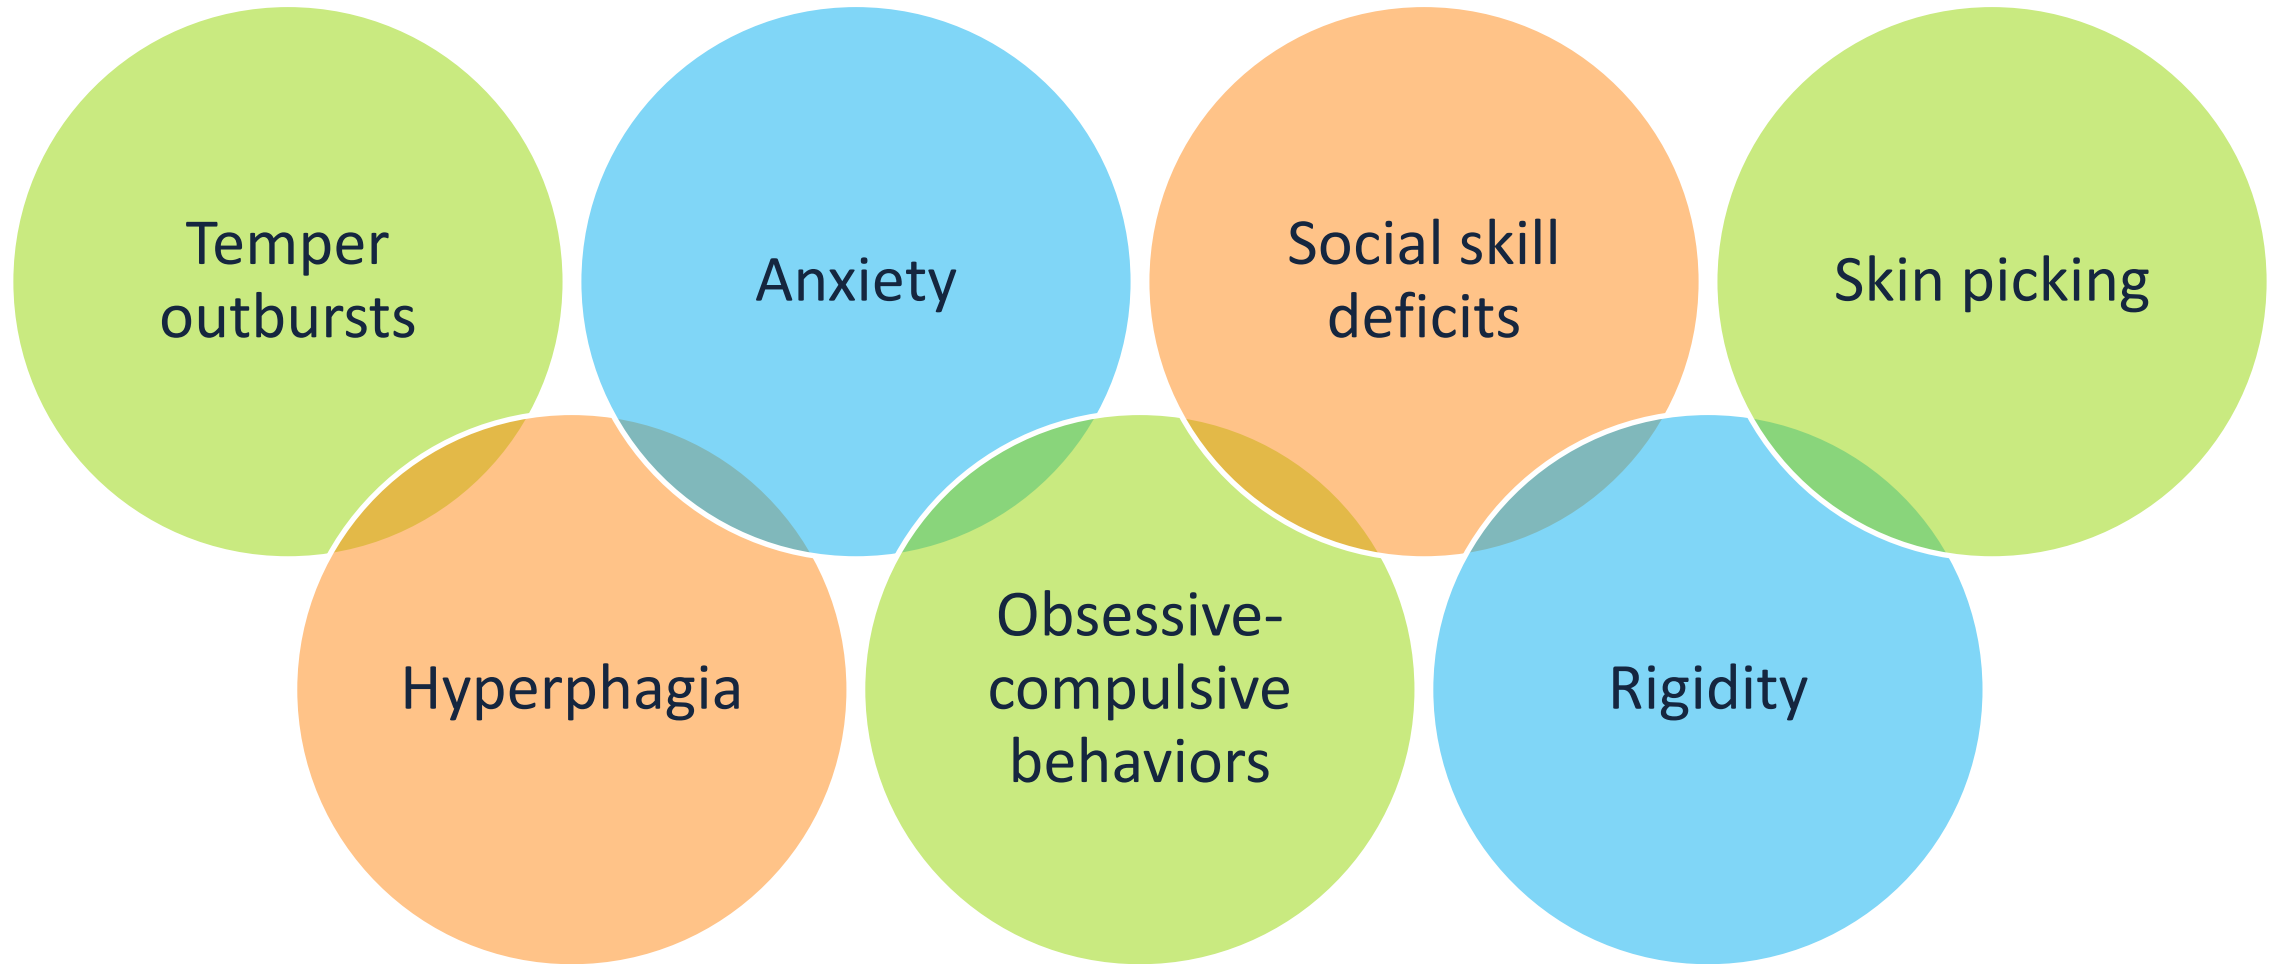 Temper
outbursts
Anxiety
Social skill
deficits
Skin picking
Hyperphagia
Obsessive-
compulsive
behaviors
Rigidity